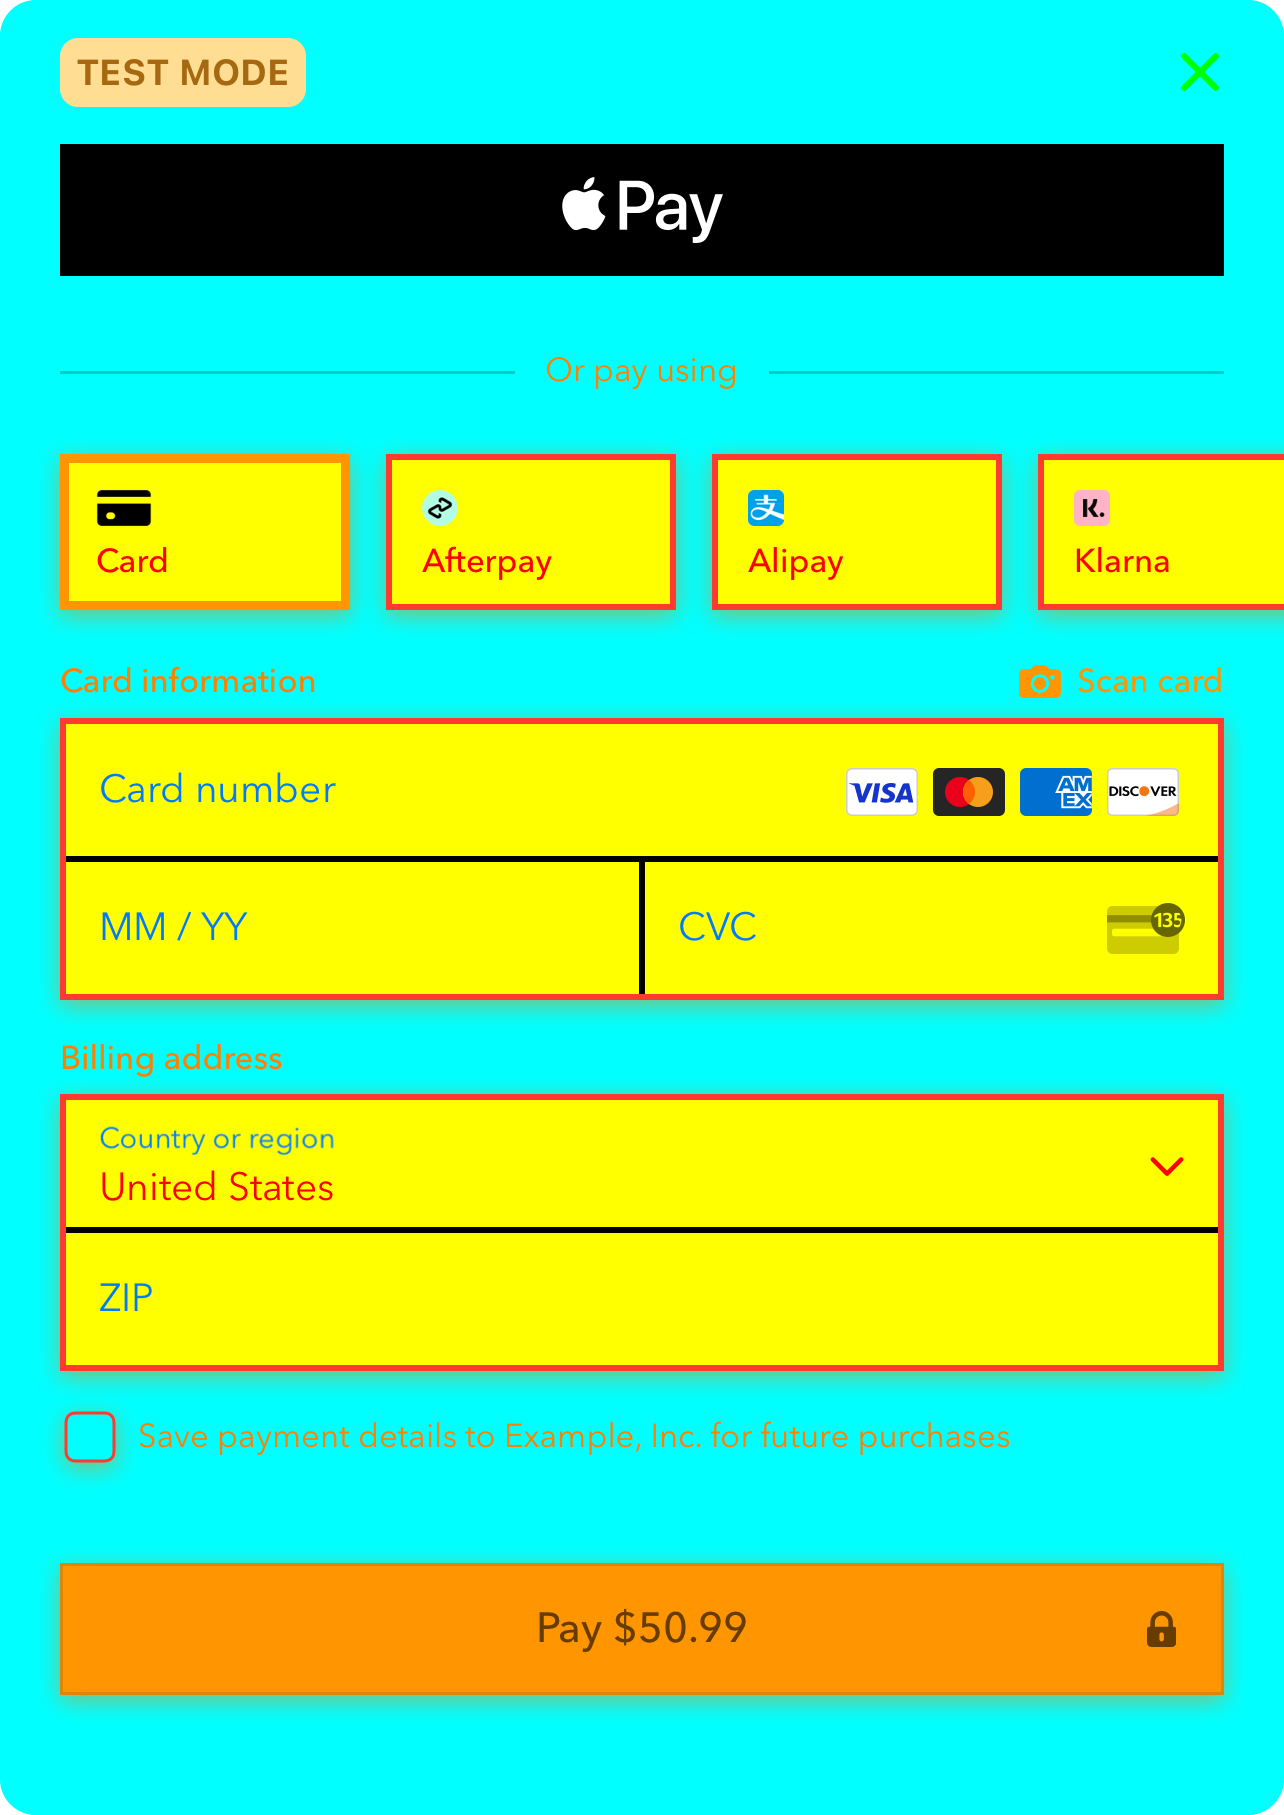 TEST MODE
Pay
Or pay using
Card
Afterpay
Alipay
K.
Klarna
Card information
Scan card
Card number
VISA
AM
EX
DISCOVER
MM / YY
CVC
135
Billing address
Country or region
United States
ZIP
Save payment details to Example, Inc. for future purchases
Pay $50.99